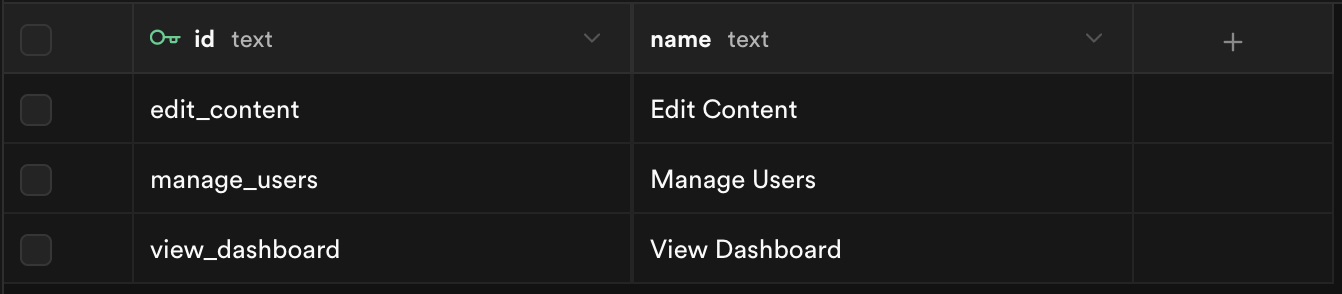 id text name text +
edit_content Edit Content
manage_users Manage Users
view_dashboard View Dashboard